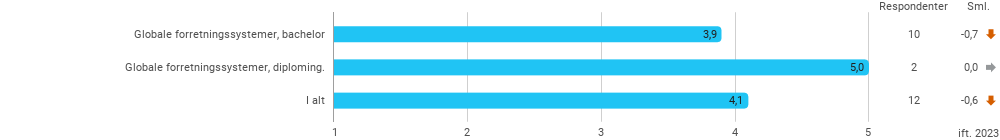 Respondenter Sml.
Globale forretningssystemer, bachelor 3,9 10 -0,7
Globale forretningssystemer, diploming. 5,0 2 0,0
I alt 4,1 12 -0,6
1 2 3 4 5
ift. 2023